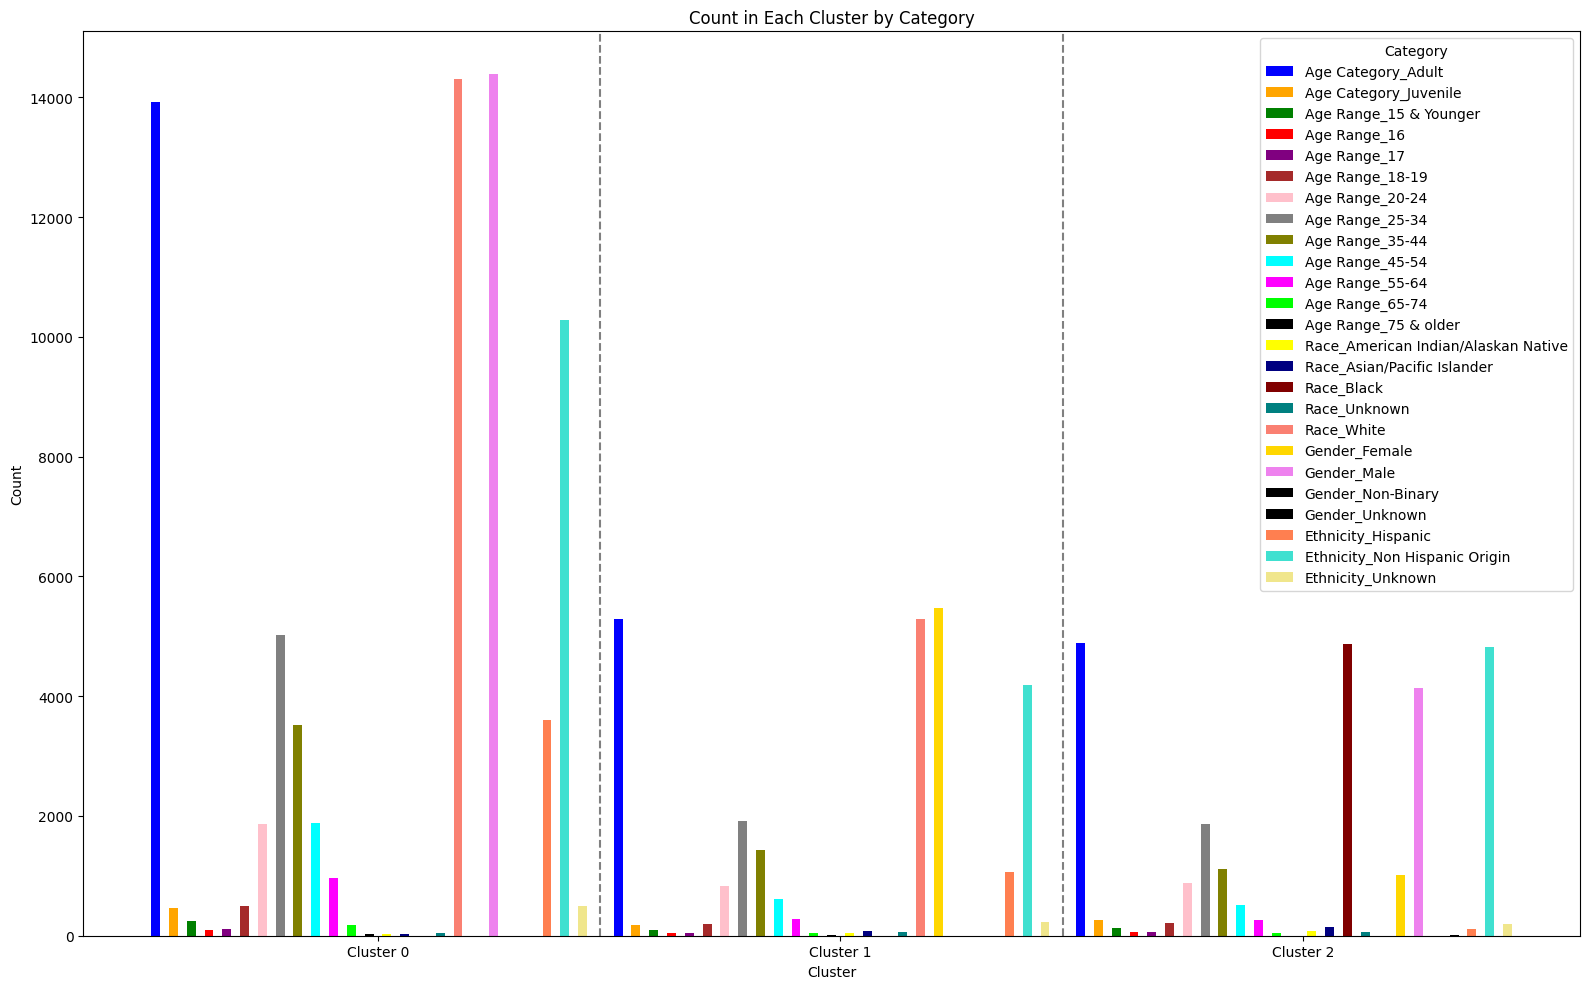 Count in Each Cluster by Category
Category
Age Category_Adult
Age Category_Juvenile
Age Range_15 & Younger
Age Range_16
Age Range_17
Age Range_18-19
Age Range_20-24
Age Range_25-34
Age Range_35-44
Age Range_45-54
Age Range_55-64
Age Range_65-74
Age Range_75 & older
Race_American Indian/Alaskan Native
Race_Asian/Pacific Islander
Race_Black
Race_Unknown
Race_White
Gender_Female
Gender_Male
Gender_Non-Binary
Gender_Unknown
Ethnicity_Hispanic
Ethnicity_Non Hispanic Origin
Ethnicity_Unknown
Count
14000
12000
10000
8000
6000
4000
2000
0
Cluster 0
Cluster 1
Cluster 2
Cluster